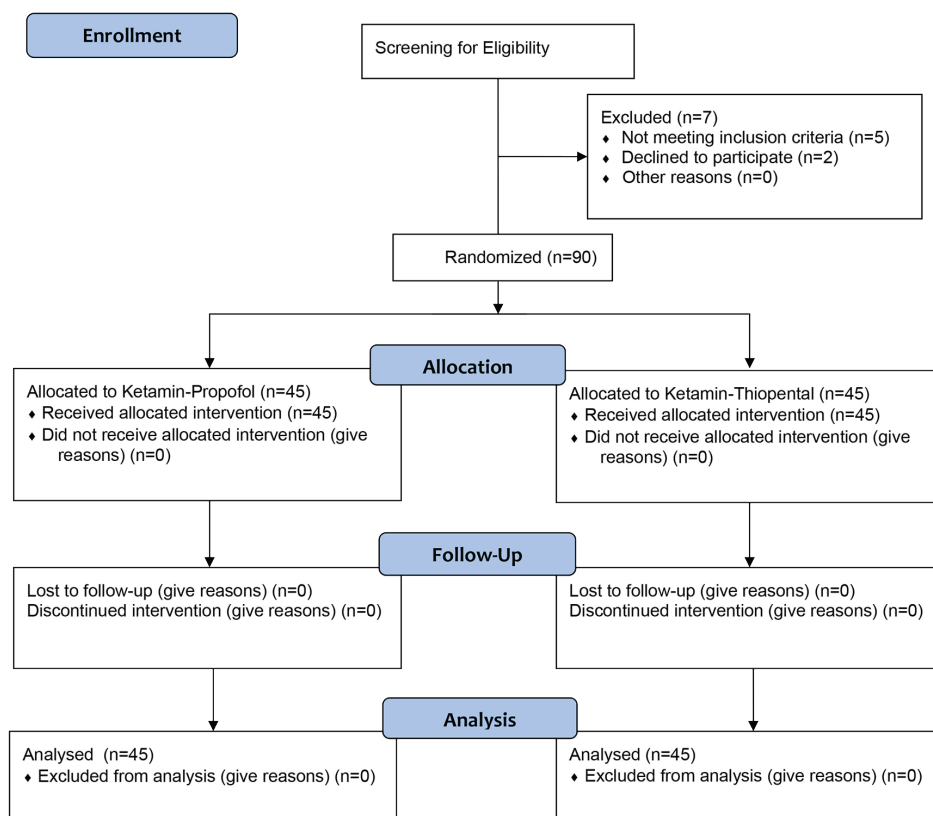 Enrollment
Screening for Eligibility
Excluded (n=7)
♦ Not meeting inclusion criteria (n=5)
♦ Declined to participate (n=2)
♦ Other reasons (n=0)
Randomized (n=90)
Allocation
Allocated to Ketamin-Propofol (n=45)
♦ Received allocated intervention (n=45)
♦ Did not receive allocated intervention (give
reasons) (n=0)
Allocated to Ketamin-Thiopental (n=45)
♦ Received allocated intervention (n=45)
♦ Did not receive allocated intervention (give
reasons) (n=0)
Follow-Up
Lost to follow-up (give reasons) (n=0)
Discontinued intervention (give reasons) (n=0)
Lost to follow-up (give reasons) (n=0)
Discontinued intervention (give reasons) (n=0)
Analysis
Analysed (n=45)
♦ Excluded from analysis (give reasons) (n=0)
Analysed (n=45)
♦ Excluded from analysis (give reasons) (n=0)